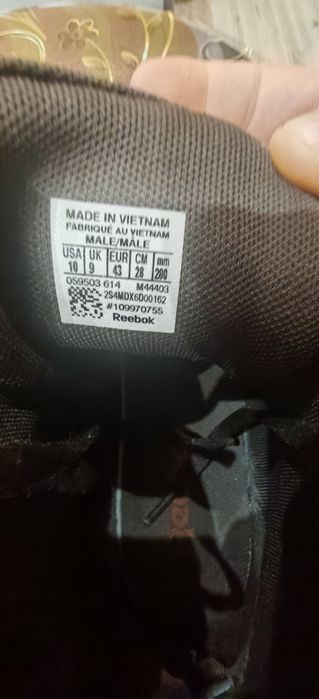 MADE IN VIETNAM
FABRIQUÉ AU VIETNAM
MALE/MÂLE
USA UK EUR CM mm
10 9 43 28 280
059503 614 M44403
2S4MDX6D00162
#109970755
Reebok